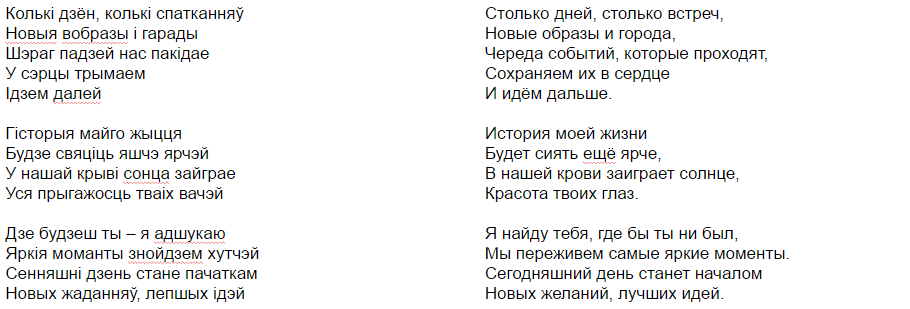 Колькі дзён, колькі спатканняў
Новыя вобразы і гарады
Шэраг падзей нас пакідае
У сэрцы трымаем
Ідзем далей

Гісторыя майго жыцця
Будзе свяціць яшчэ ярчэй
У нашай крыві сонца зайграе
Уся прыгажосць тваіх вачэй

Дзе будзеш ты – я адшукаю
Яркія моманты знойдзем хутчэй
Сенняшні дзень стане пачаткам
Новых жаданняў, лепшых ідэй

Столько дней, столько встреч,
Новые образы и города,
Череда событий, которые проходят,
Сохраняем их в сердце
И идём дальше.

История моей жизни
Будет сиять ещё ярче,
В нашей крови заиграет солнце,
Красота твоих глаз.

Я найду тебя, где бы ты ни был,
Мы переживем самые яркие моменты.
Сегодняшний день станет началом
Новых желаний, лучших идей.